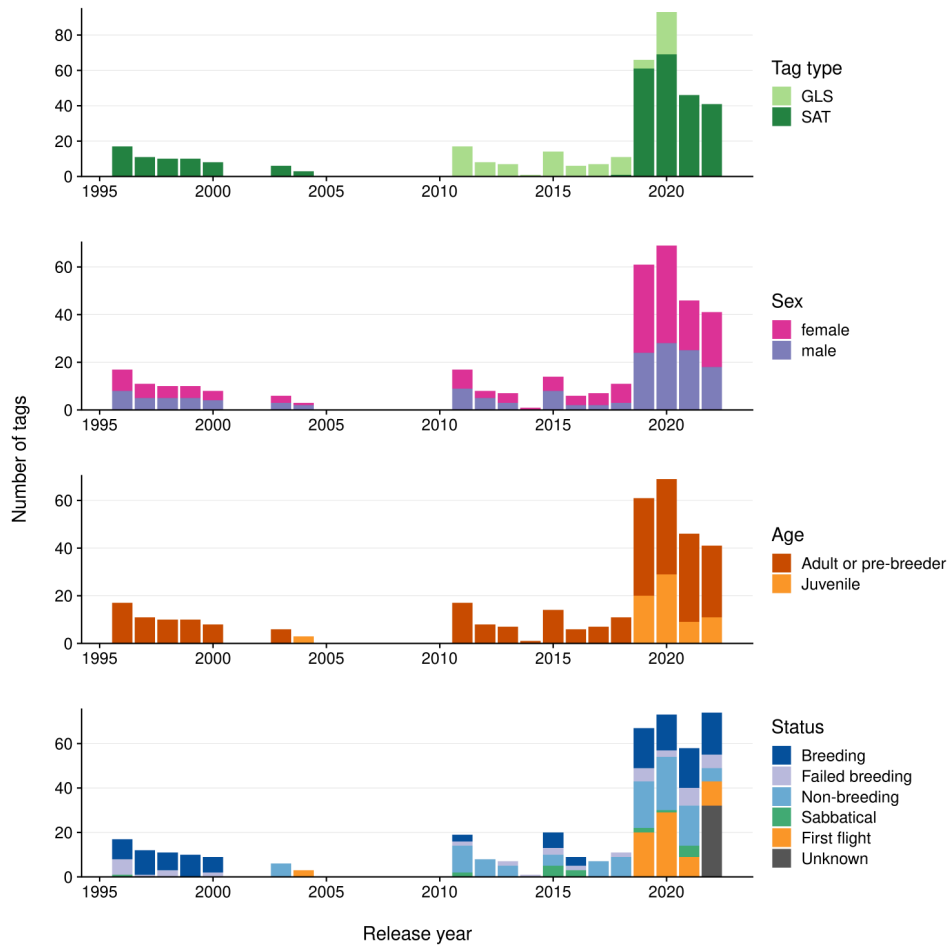 80
60
40
20
0
1995 2000 2005 2010 2015 2020
Tag type
GLS
SAT
60
40
20
0
1995 2000 2005 2010 2015 2020
Sex
female
male
Number of tags
60
40
20
0
1995 2000 2005 2010 2015 2020
Age
Adult or pre-breeder
Juvenile
60
40
20
0
1995 2000 2005 2010 2015 2020
Status
Breeding
Failed breeding
Non-breeding
Sabbatical
First flight
Unknown
Release year